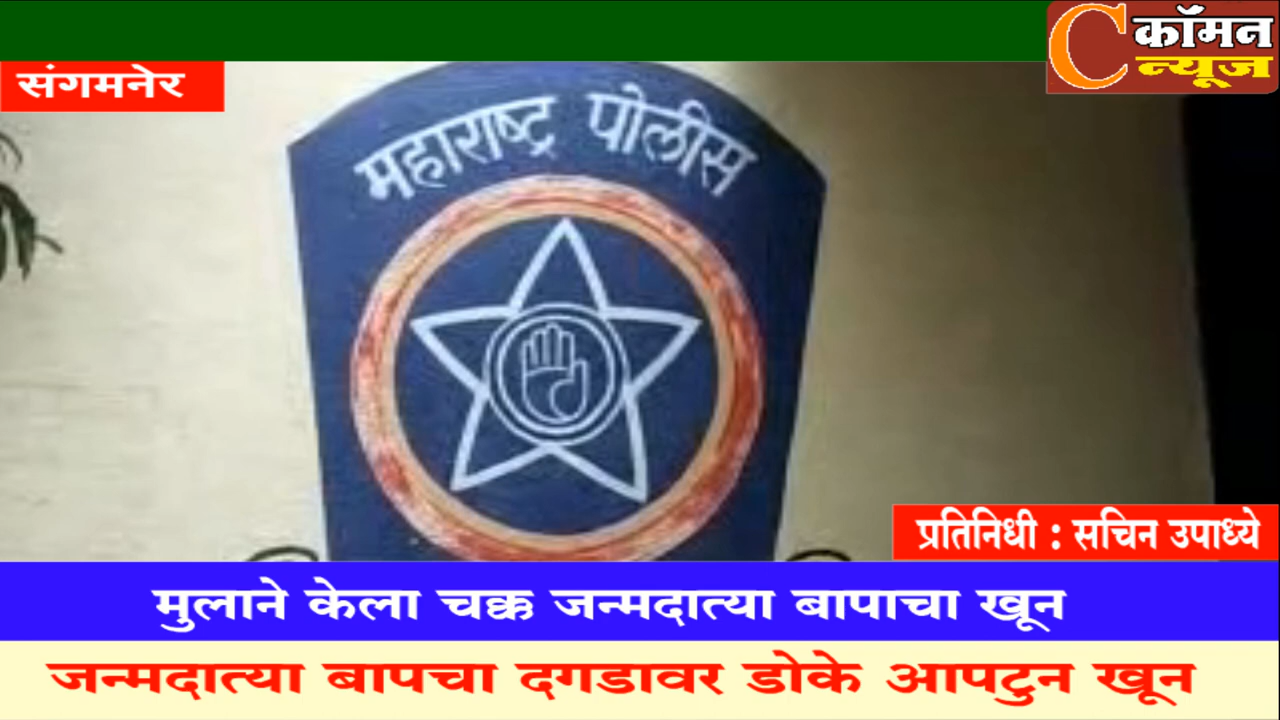 कॉमन
न्यूज
संगमनेर
महाराष्ट्र पोलीस
प्रतिनिधी : सचिन उपाध्ये
मुलाने केला चक्क जन्मदात्या बापाचा खून
जन्मदात्या बापचा दगडावर डोके आपटुन खून